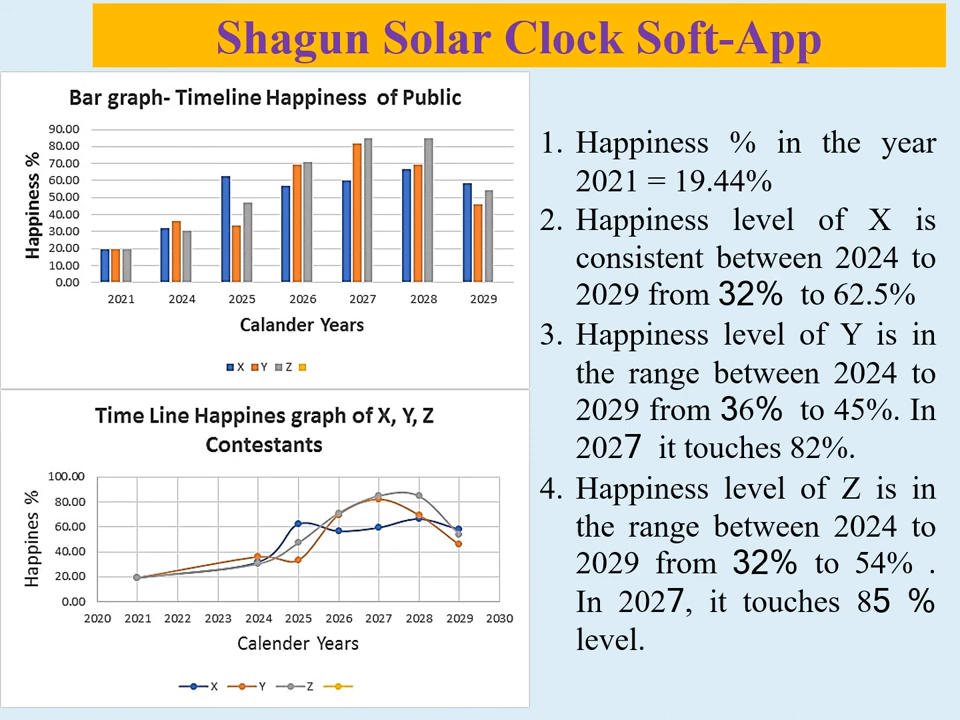 Shagun Solar Clock Soft-App
Bar graph- Timeline Happiness of Public
Happiness %
90.00
80.00
70.00
60.00
50.00
40.00
30.00
20.00
10.00
0.00
2021 2024 2025 2026 2027 2028 2029
Calander Years
X Y Z
Time Line Happines graph of X, Y, Z
Contestants
Happines %
100.00
80.00
60.00
40.00
20.00
0.00
2020 2021 2022 2023 2024 2025 2026 2027 2028 2029 2030
Calender Years
X Y Z
1. Happiness % in the year
2021 = 19.44%
2. Happiness level of X is
consistent between 2024 to
2029 from 32% to 62.5%
3. Happiness level of Y is in
the range between 2024 to
2029 from 36% to 45%. In
2027 it touches 82%.
4. Happiness level of Z is in
the range between 2024 to
2029 from 32% to 54% .
In 2027, it touches 85 %
level.